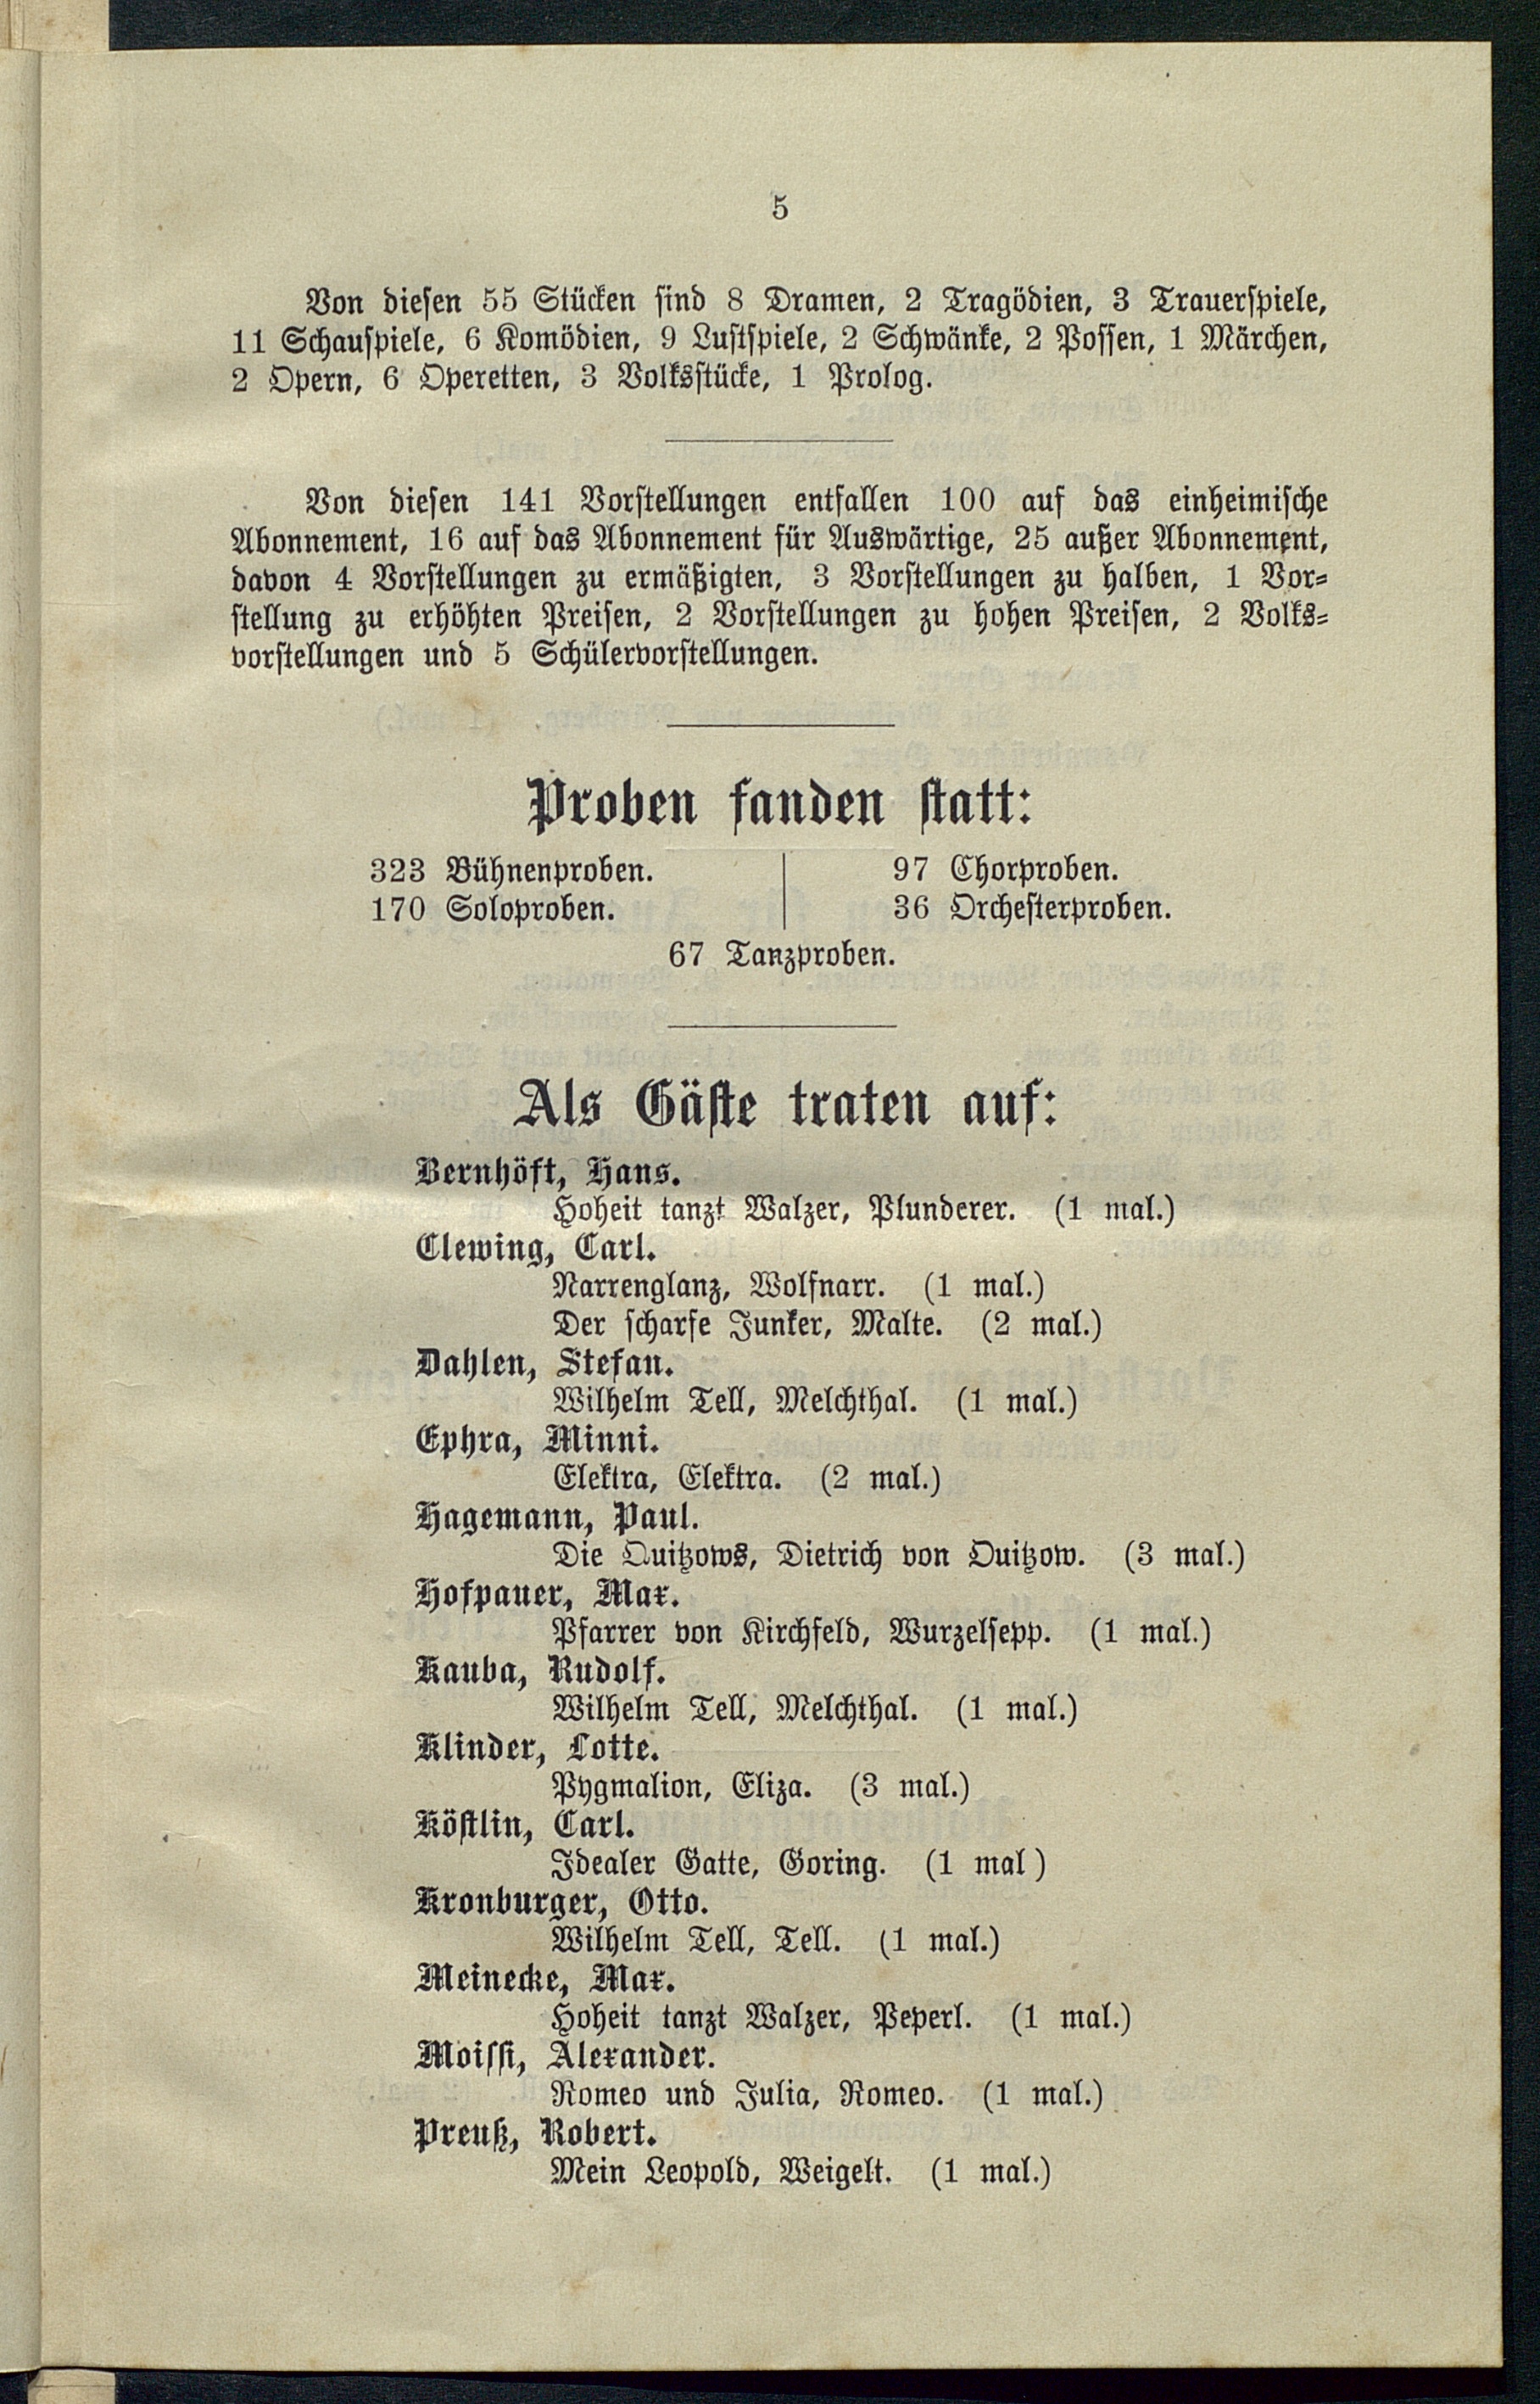 5
Von diesen 55 Stücken sind 8 Dramen, 2 Tragödien, 3 Trauerspiele,
11 Schauspiele, 6 Komödien, 9 Lustspiele, 2 Schwänke, 2 Possen, 1 Märchen,
2 Opern, 6 Operetten, 3 Volksstücke, 1 Prolog.
Von diesen 141 Vorstellungen entfallen 100 auf das einheimische
Abonnement, 16 auf das Abonnement für Auswärtige, 25 außer Abonnement,
davon 4 Vorstellungen zu ermäßigten, 3 Vorstellungen zu halben, 1 Vor-
stellung zu erhöhten Preisen, 2 Vorstellungen zu hohen Preisen, 2 Volks-
vorstellungen und 5 Schülervorstellungen.
Proben fanden statt:
323 Bühnenproben.
170 Soloproben.
97 Chorproben.
36 Orchesterproben.
67 Tanzproben.
Als Gäste traten auf:
Bernhöft, Hans.
Hoheit tanzt Walzer, Plunderer. (1 mal.)
Clewing, Carl.
Narrenglanz, Wolfnarr. (1 mal.)
Der scharfe Junker, Malte. (2 mal.)
Dahlen, Stefan.
Wilhelm Tell, Melchthal. (1 mal.)
Ephra, Minni.
Elektra, Elektra. (2 mal.)
Hagemann, Paul.
Die Quitzows, Dietrich von Quitzow. (3 mal.)
Hofpauer, Max.
Pfarrer von Kirchfeld, Wurzelsepp. (1 mal.)
Kauba, Rudolf.
Wilhelm Tell, Melchthal. (1 mal.)
Klinder, Lotte.
Pygmalion, Eliza. (3 mal.)
Köstlin, Carl.
Idealer Gatte, Goring. (1 mal )
Kronburger, Otto.
Wilhelm Tell, Tell. (1 mal.)
Meinecke, Max.
Hoheit tanzt Walzer, Peperl. (1 mal.)
Moissi, Alexander.
Romeo und Julia, Romeo. (1 mal.)
Preuß, Robert.
Mein Leopold, Weigelt. (1 mal.)